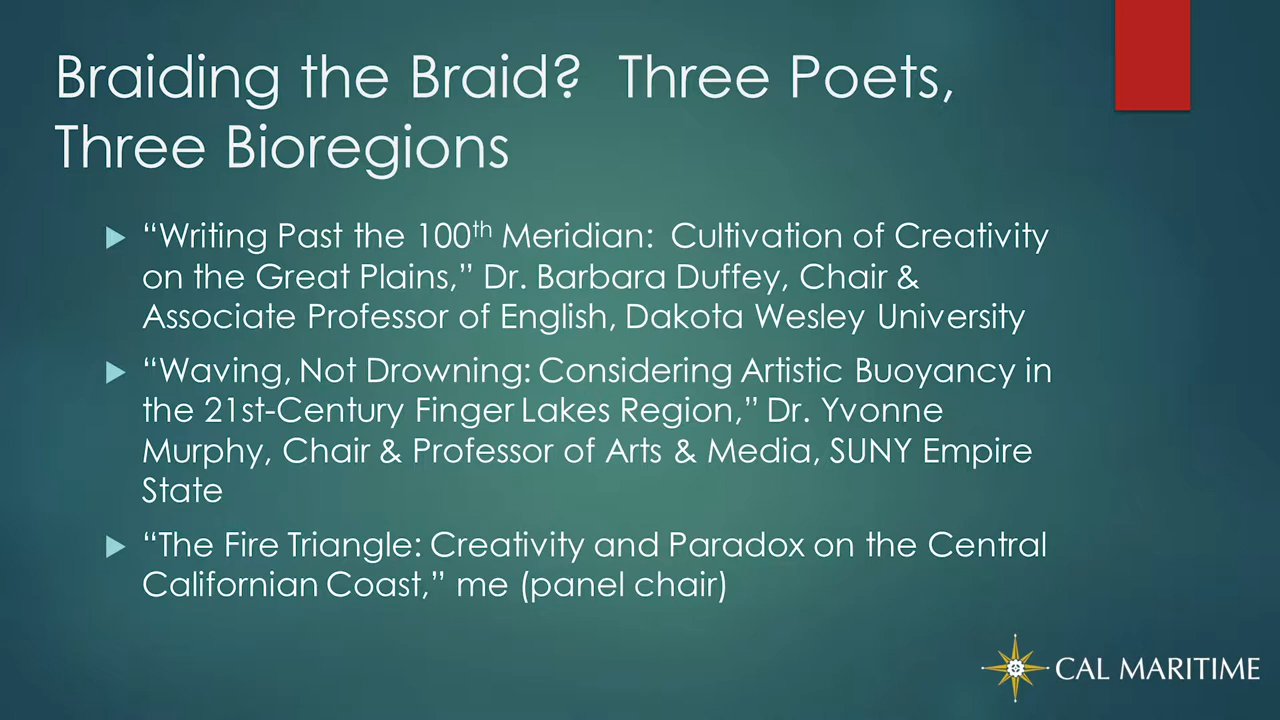 Braiding the Braid?  Three Poets,
Three Bioregions
“Writing Past the 100th Meridian:  Cultivation of Creativity
on the Great Plains,” Dr. Barbara Duffey, Chair &
Associate Professor of English, Dakota Wesley University
“Waving, Not Drowning: Considering Artistic Buoyancy in
the 21st-Century Finger Lakes Region,” Dr. Yvonne
Murphy, Chair & Professor of Arts & Media, SUNY Empire
State
“The Fire Triangle: Creativity and Paradox on the Central
Californian Coast,” me (panel chair)
CAL MARITIME